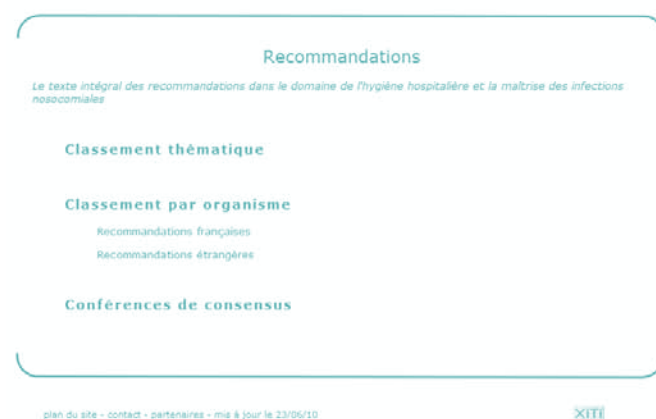 Recommandations
Le texte intégral des recommandations dans le domaine de l'hygiène hospitalière et la maîtrise des infections
nosocomiales
Classement thématique
Classement par organisme
Recommandations françaises
Recommandations étrangères
Conférences de consensus
plan du site - contact - partenaires - mis à jour le 23/06/10
XITI